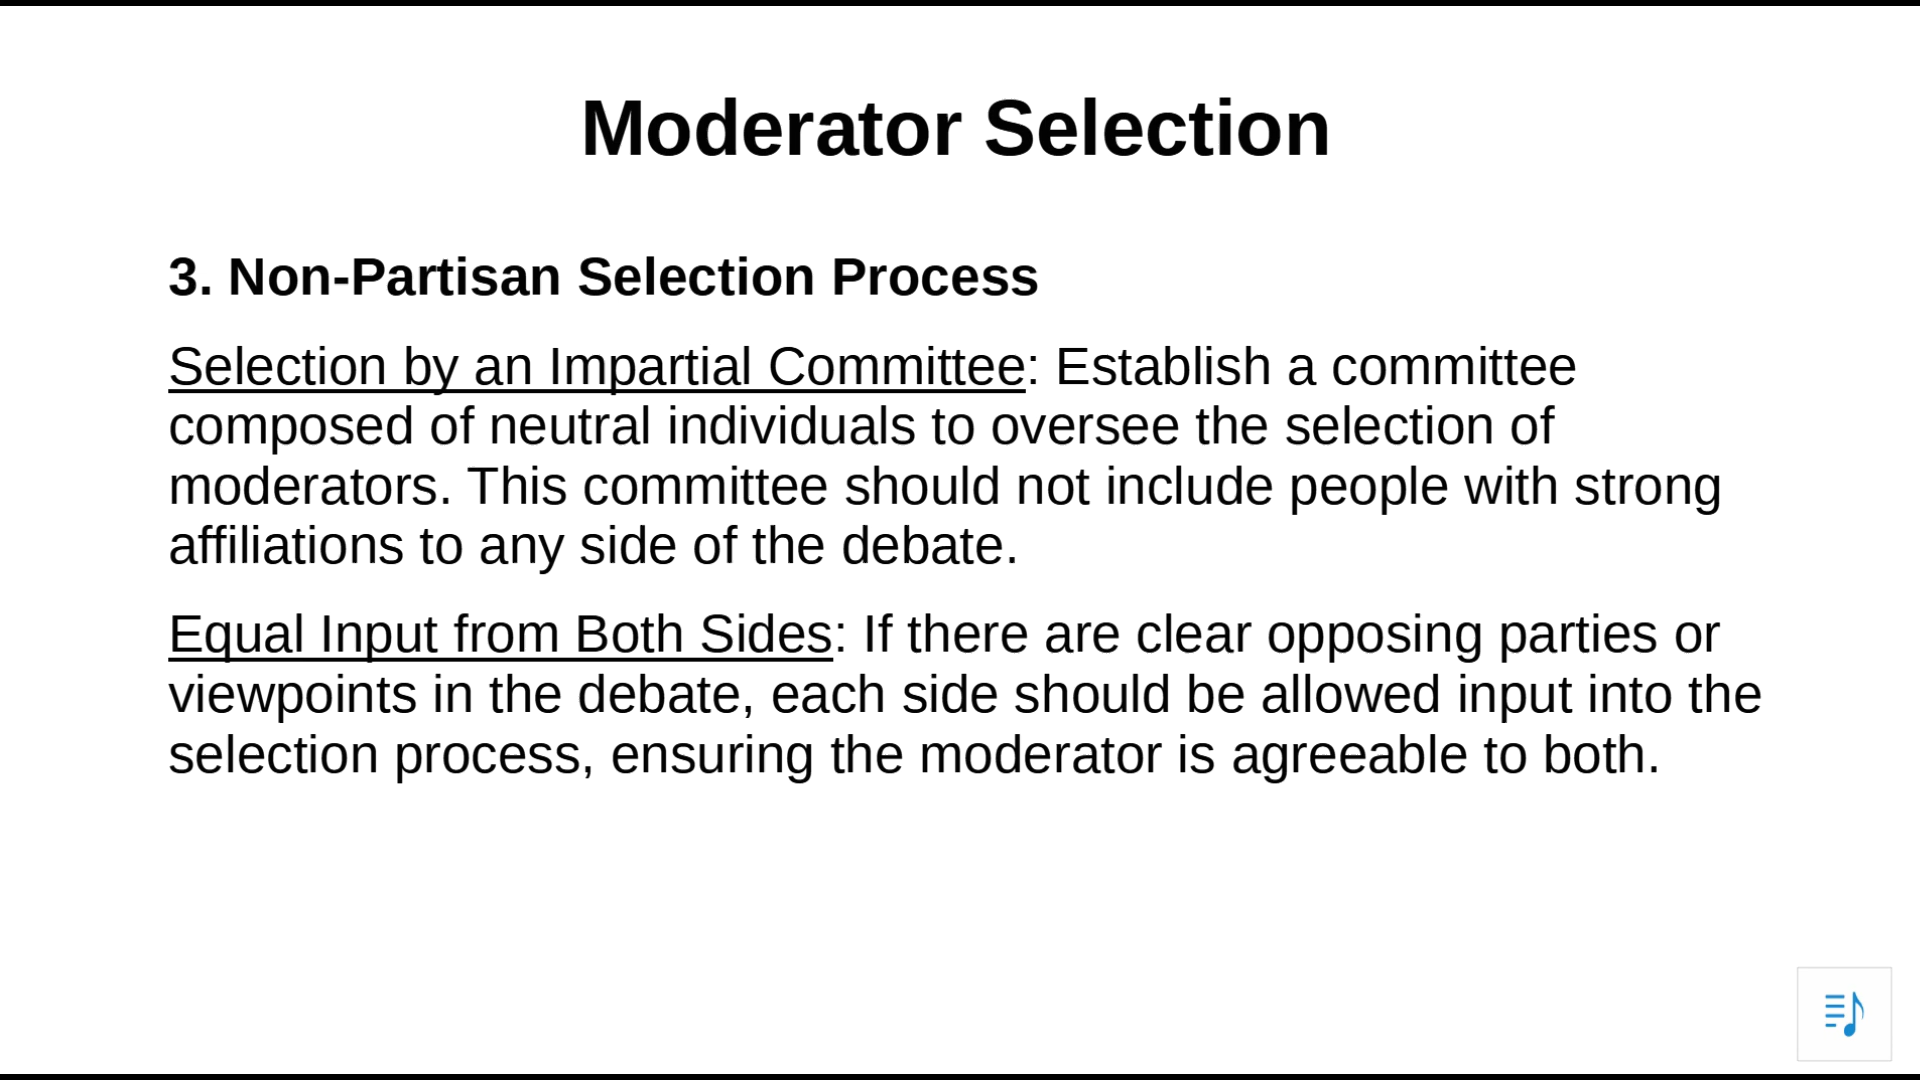 Moderator Selection
3. Non-Partisan Selection Process
Selection by an Impartial Committee: Establish a committee
composed of neutral individuals to oversee the selection of
moderators. This committee should not include people with strong
affiliations to any side of the debate.
Equal Input from Both Sides: If there are clear opposing parties or
viewpoints in the debate, each side should be allowed input into the
selection process, ensuring the moderator is agreeable to both.